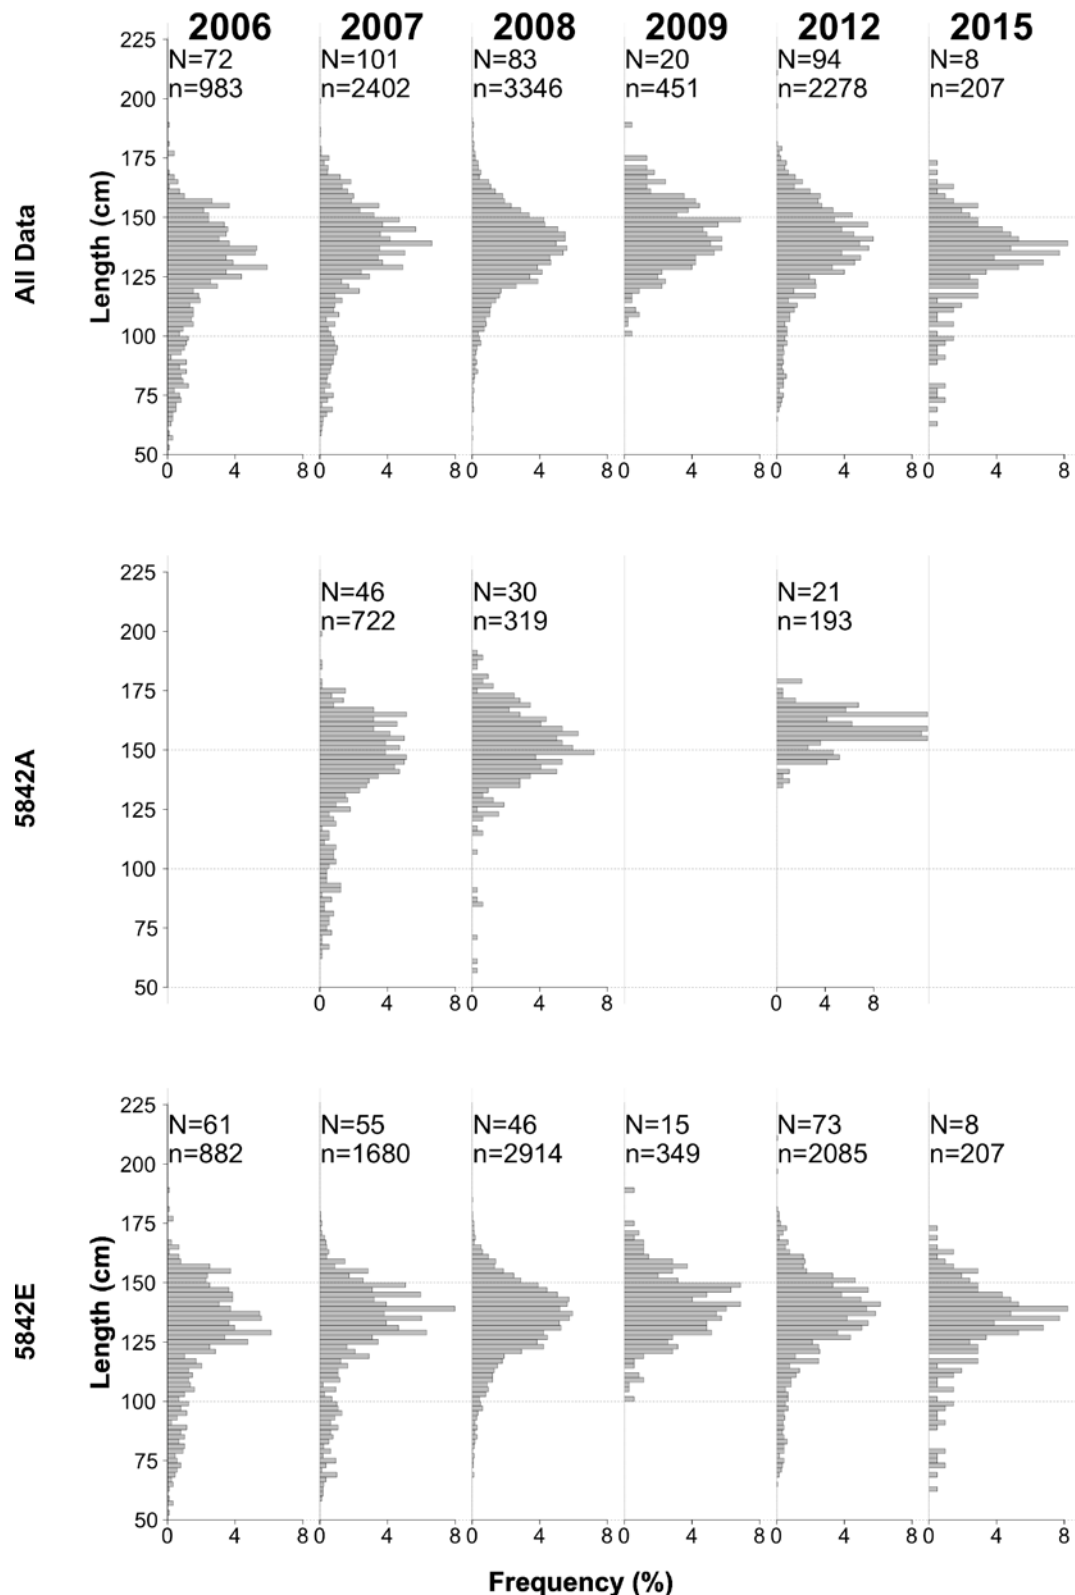 2006 2007 2008 2009 2012 2015
N=72 N=101 N=83 N=20 N=94 N=8
n=983 n=2402 n=3346 n=451 n=2278 n=207
All Data
Length (cm)
225
200
175
150
125
100
75
50
0 4 8 0 4 8 0 4 8 0 4 8 0 4 8 0 4 8
5842A
N=46 N=30 N=21
n=722 n=319 n=193
225
200
175
150
125
100
75
50
0 4 8 0 4 8 0 4 8
5842E
Length (cm)
N=61 N=55 N=46 N=15 N=73 N=8
n=882 n=1680 n=2914 n=349 n=2085 n=207
225
200
175
150
125
100
75
50
0 4 8 0 4 8 0 4 8 0 4 8 0 4 8 0 4 8
Frequency (%)